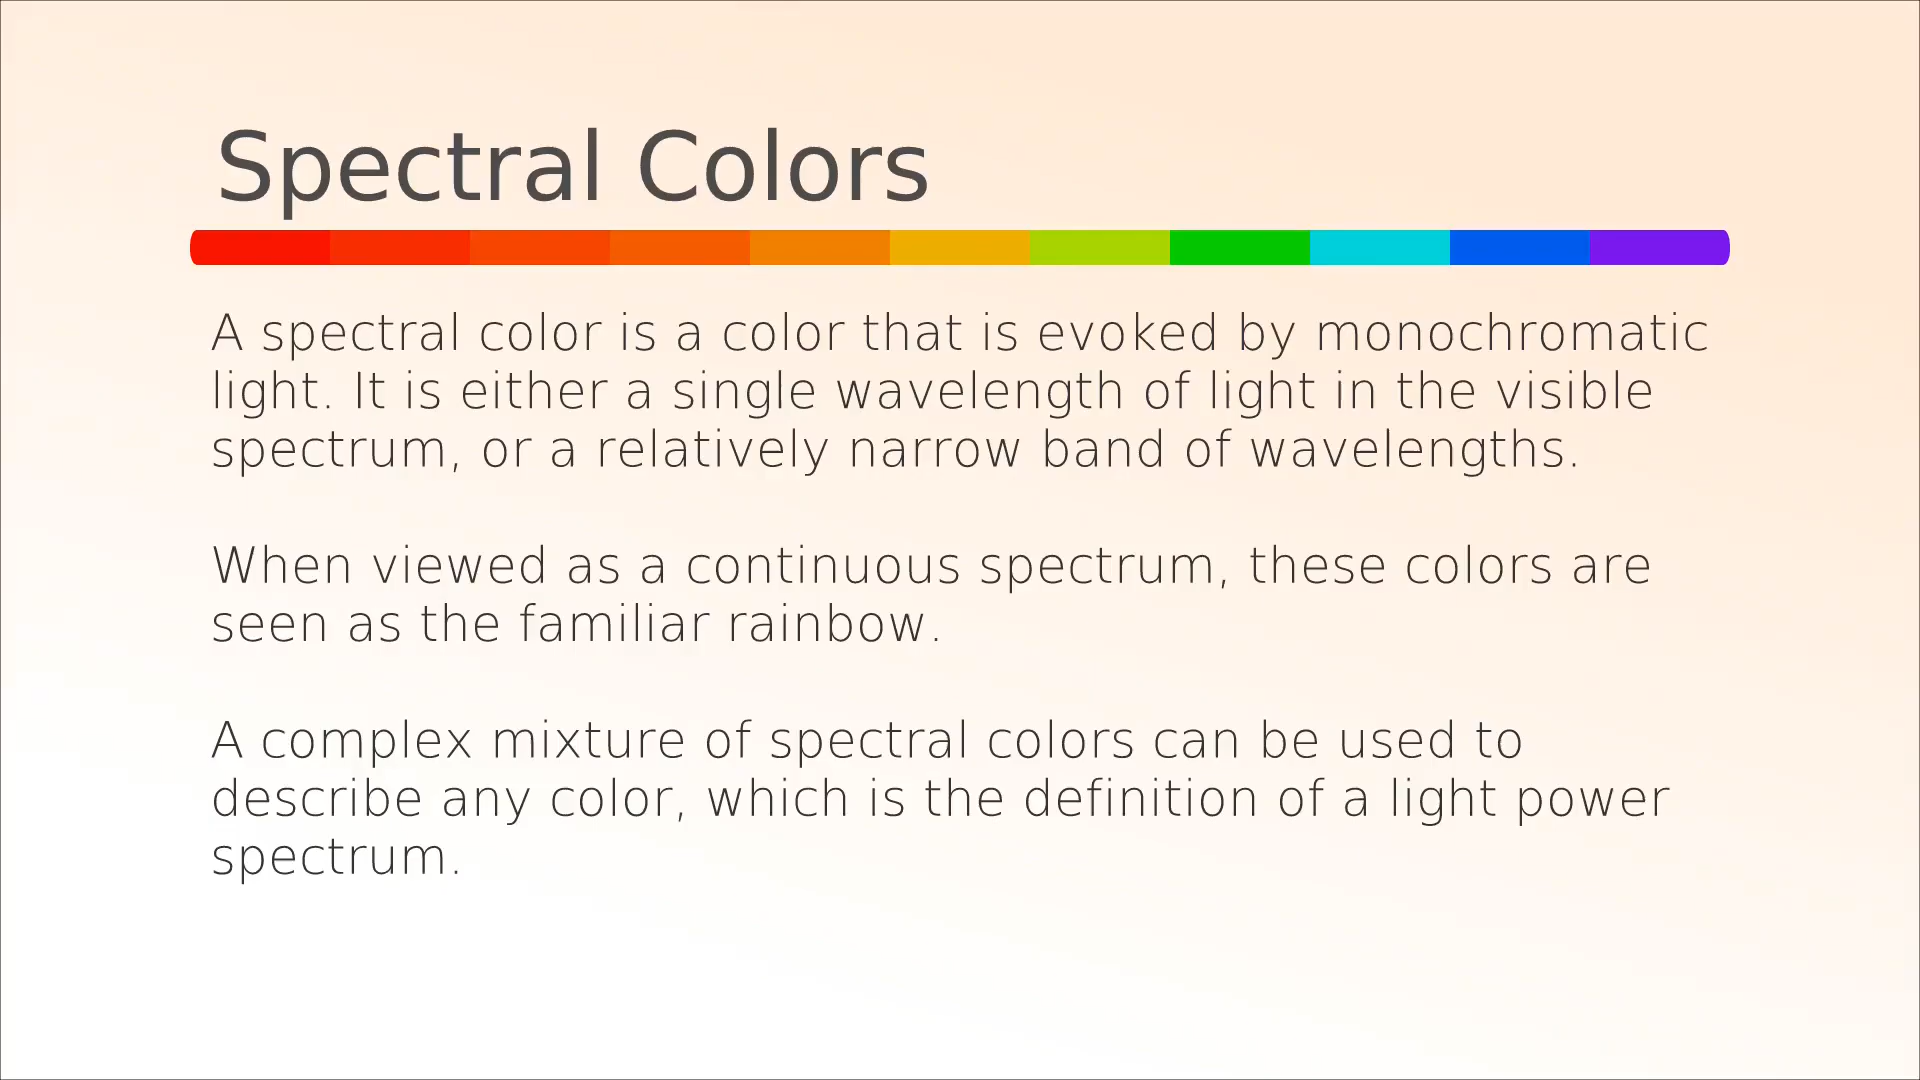 Spectral Colors
A spectral color is a color that is evoked by monochromatic
light. It is either a single wavelength of light in the visible
spectrum, or a relatively narrow band of wavelengths.
When viewed as a continuous spectrum, these colors are
seen as the familiar rainbow.
A complex mixture of spectral colors can be used to
describe any color, which is the definition of a light power
spectrum.